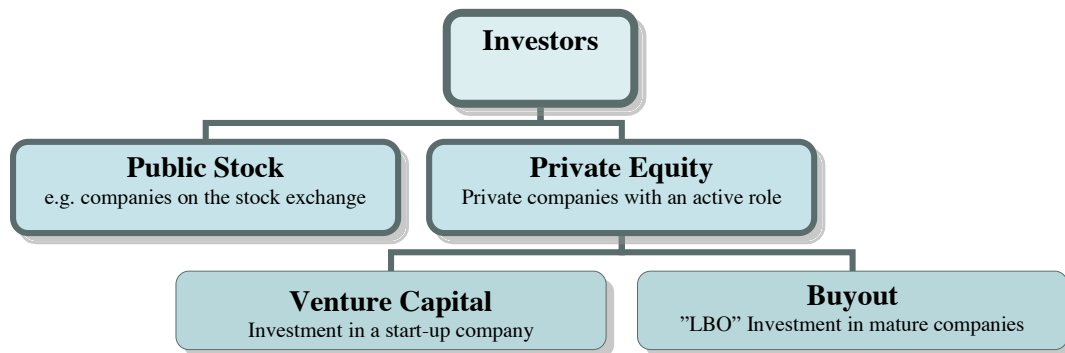 Investors
Public Stock
e.g. companies on the stock exchange
Private Equity
Private companies with an active role
Venture Capital
Investment in a start-up company
Buyout
”LBO” Investment in mature companies